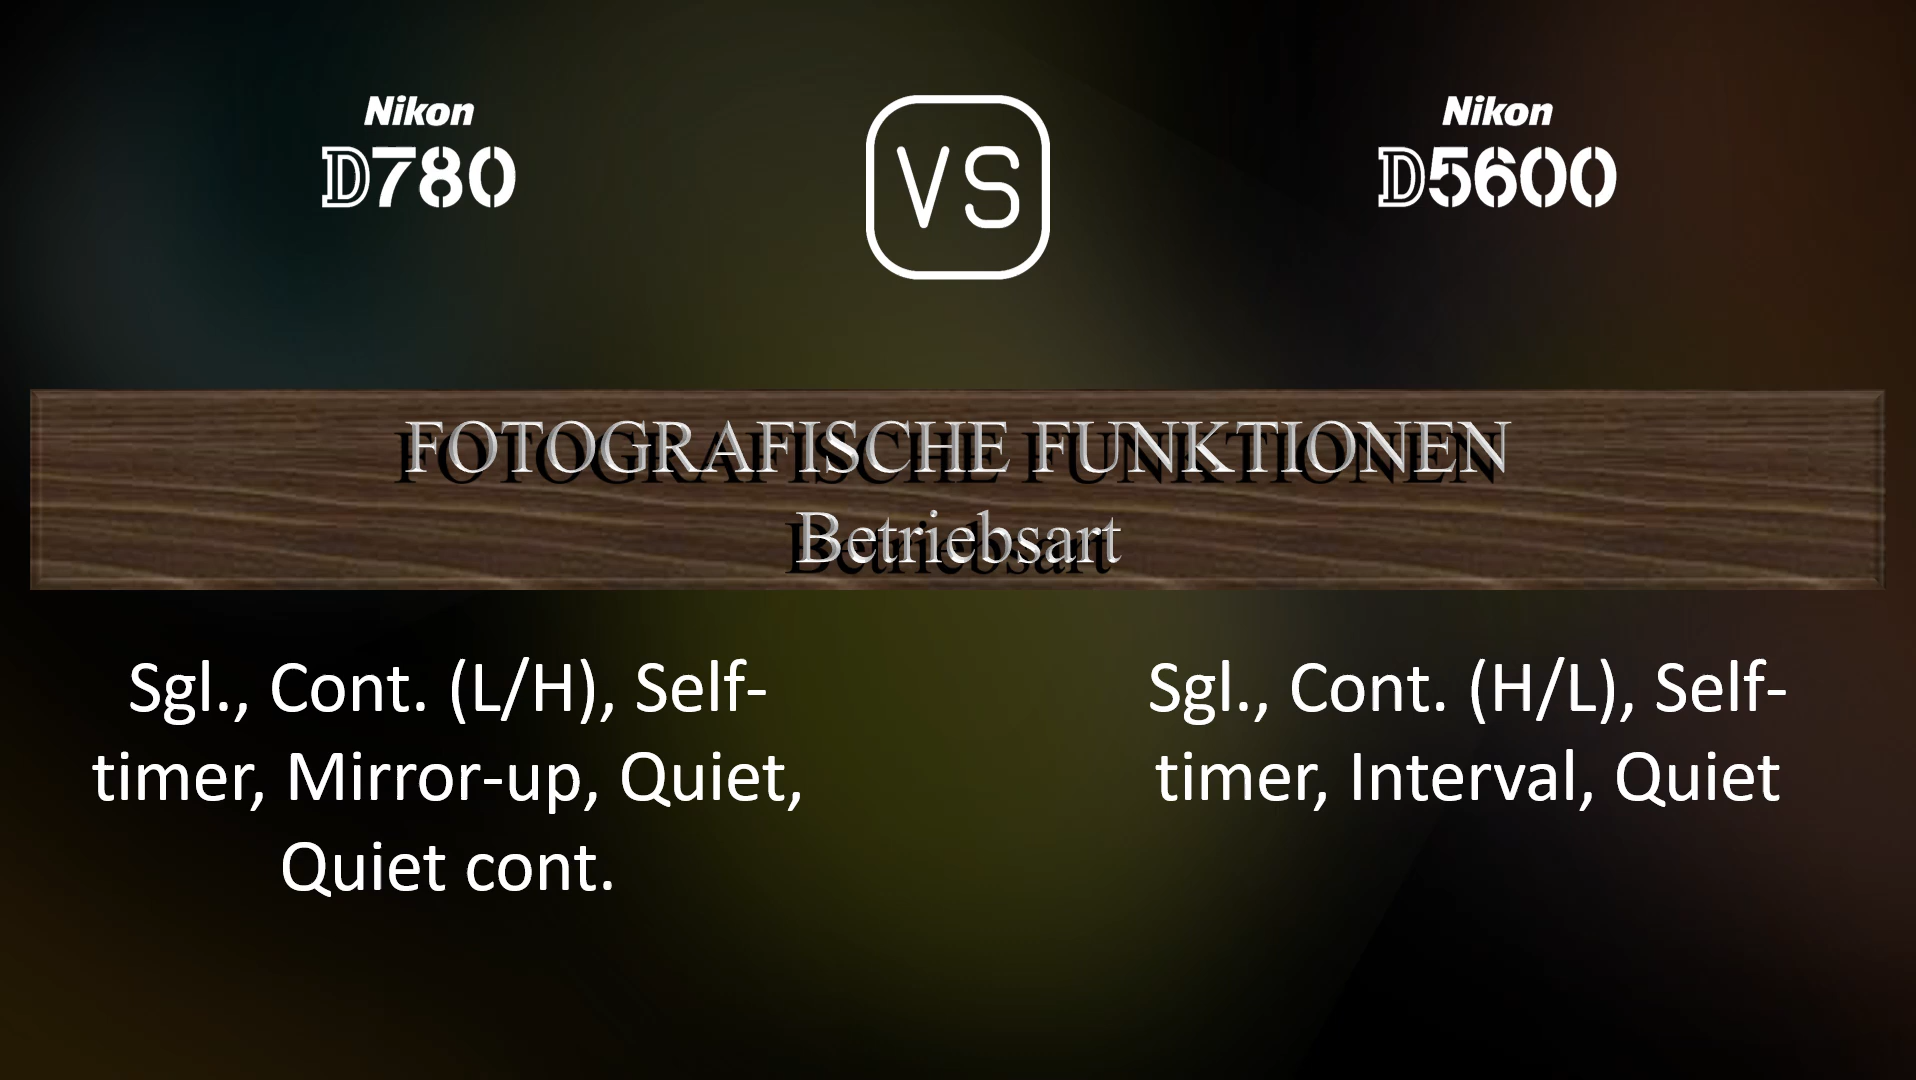 Nikon
D780
VS
Nikon
D5600
FOTOGRAFISCHE FUNKTIONEN
Betriebsart
Sgl., Cont. (L/H), Self-
timer, Mirror-up, Quiet,
Quiet cont.
Sgl., Cont. (H/L), Self-
timer, Interval, Quiet